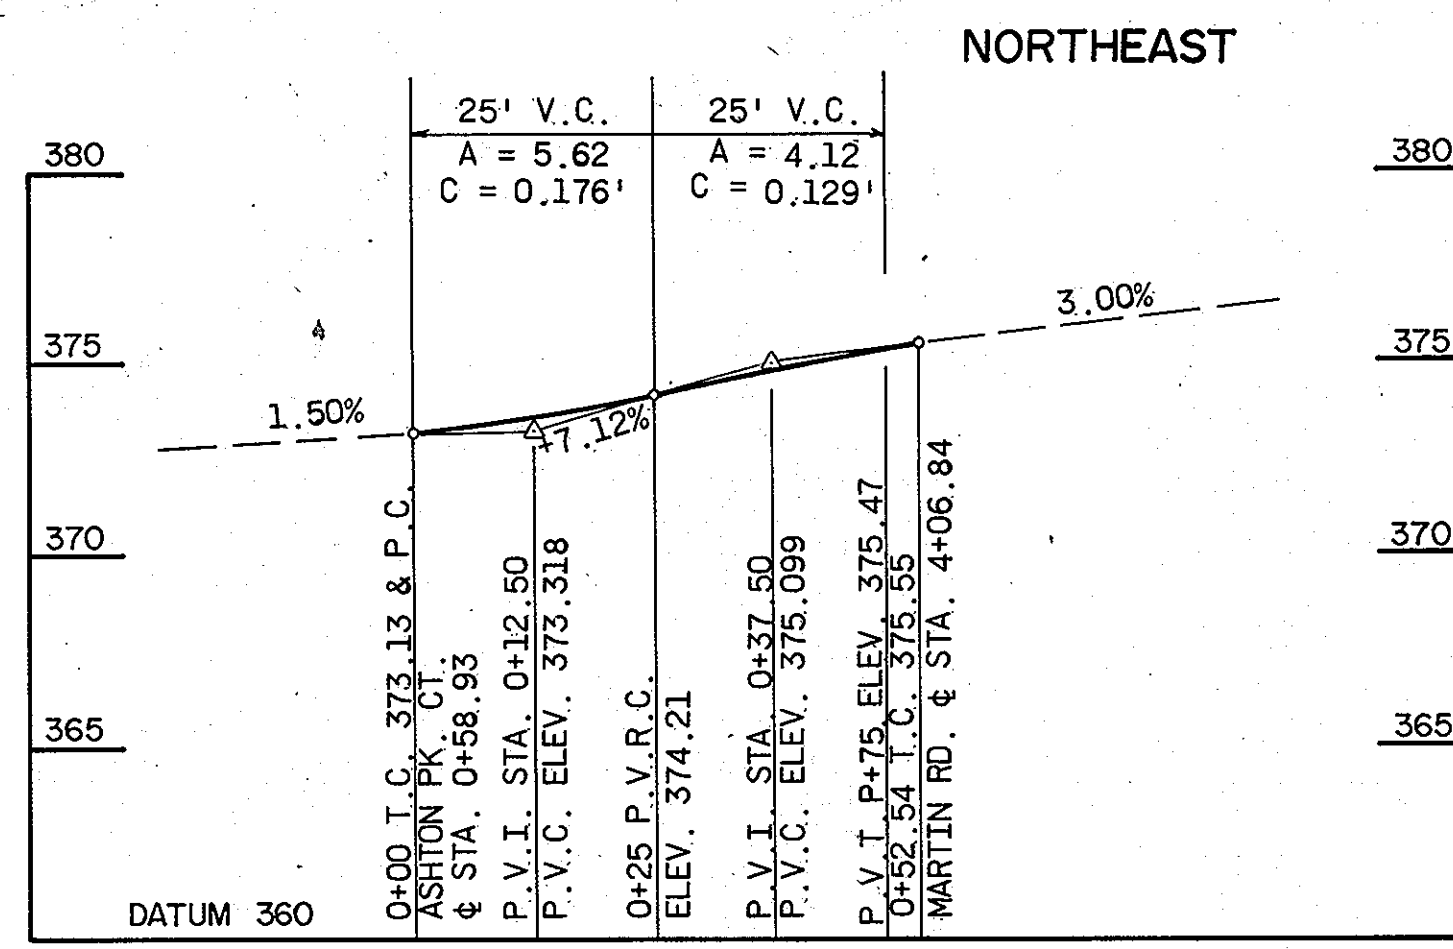 NORTHEAST
25' V.C.
A = 5.62
C = 0.176'
25' V.C.
A = 4.12
C = 0.129'
380
375
370
365
380
375
370
365
1.50%
+7.12%
3.00%
0+00 T.C. 373.13 & P.C.
ASHTON PK. CT.
℄ STA. 0+58.93
P.V.I. STA. 0+12.50
P.V.C. ELEV. 373.318
0+25 P.V.R.C.
ELEV. 374.21
P.V.I. STA. 0+37.50
P.V.C. ELEV. 375.099
P.V.T. P+75 ELEV. 375.47
0+52.54 T.C. 375.55
MARTIN RD. ℄ STA. 4+06.84
DATUM 360